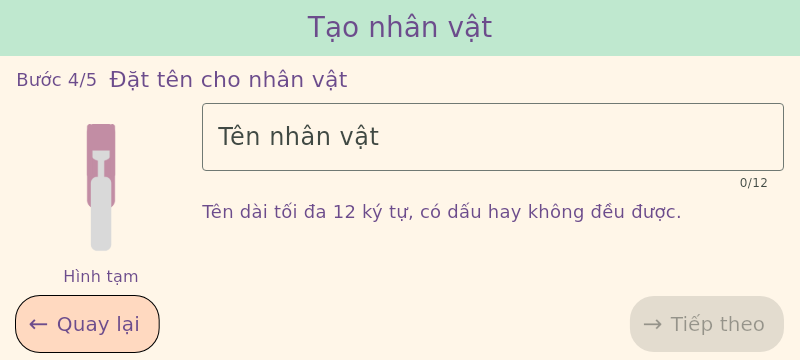 Tạo nhân vật
Bước 4/5 Đặt tên cho nhân vật
Tên nhân vật
0/12
Tên dài tối đa 12 ký tự, có dấu hay không đều được.
Hình tạm
← Quay lại
→ Tiếp theo